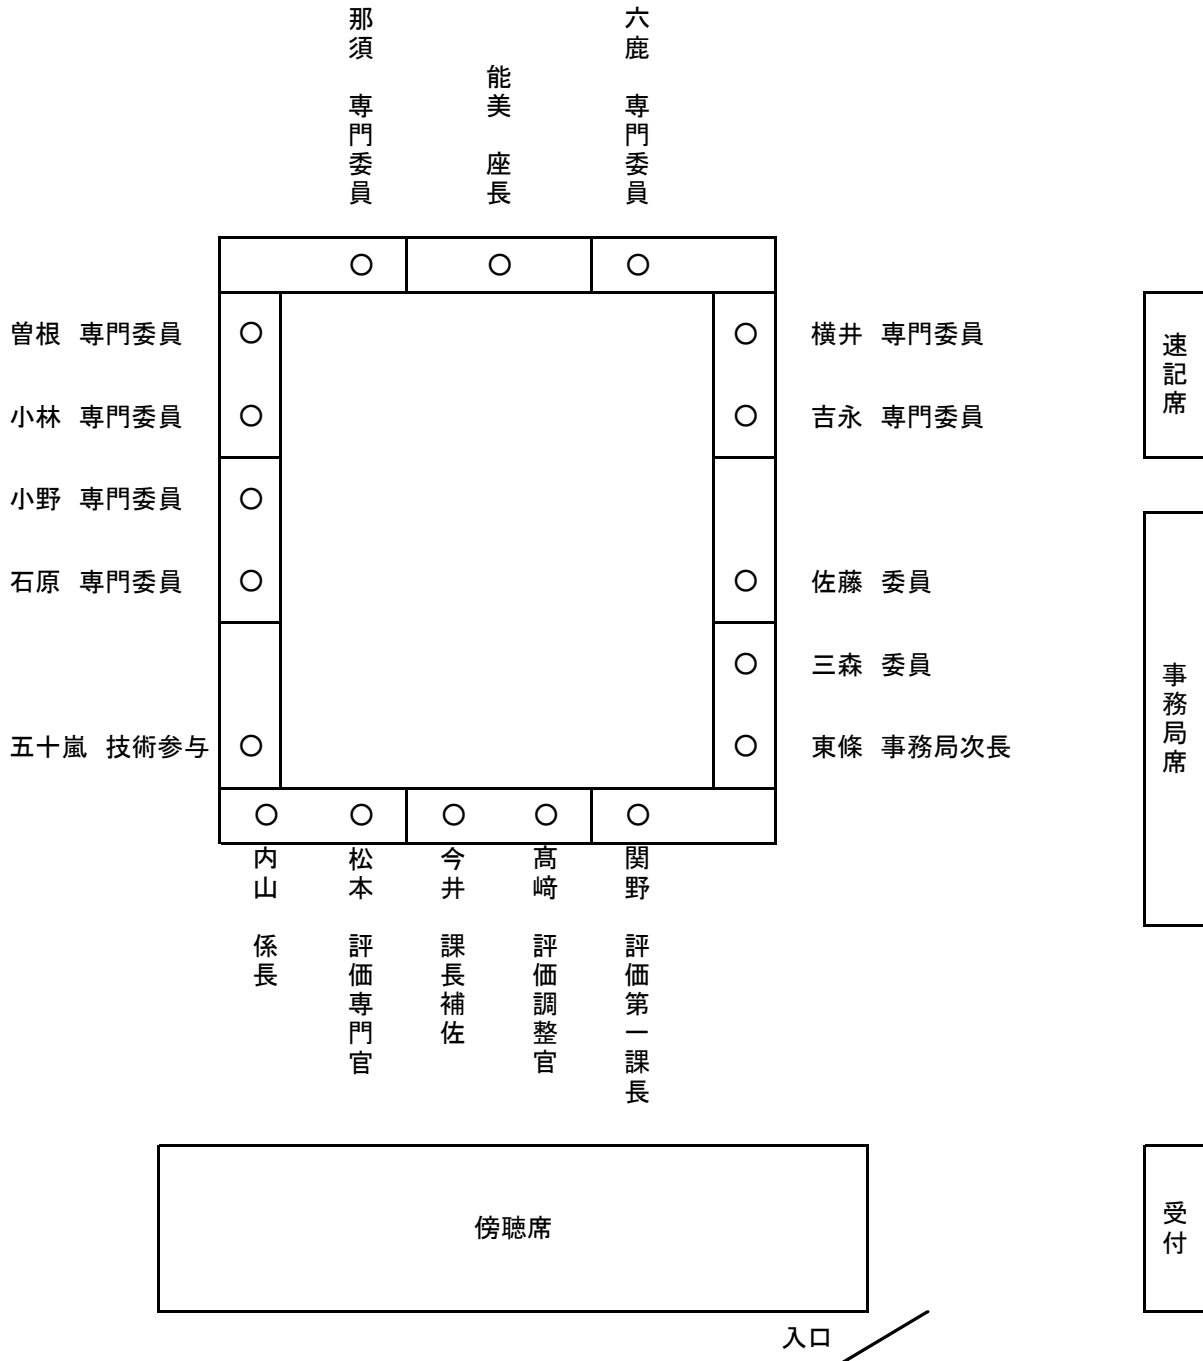 那須 専門委員
能美 座長
六鹿 専門委員
曽根 専門委員
小林 専門委員
小野 専門委員
石原 専門委員
五十嵐 技術参与
横井 専門委員
吉永 専門委員
佐藤 委員
三森 委員
東條 事務局次長
速記席
事務局席
内山 係長
松本 評価専門官
今井 課長補佐
髙﨑 評価調整官
関野 評価第一課長
傍聴席
受付
入口